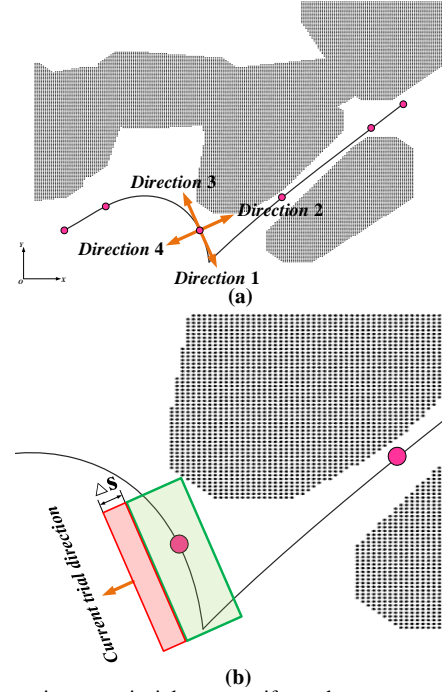 Direction 3
Direction 2
Direction 4
Y
O
X
Direction 1
(a)
△s
Current trial direction
(b)